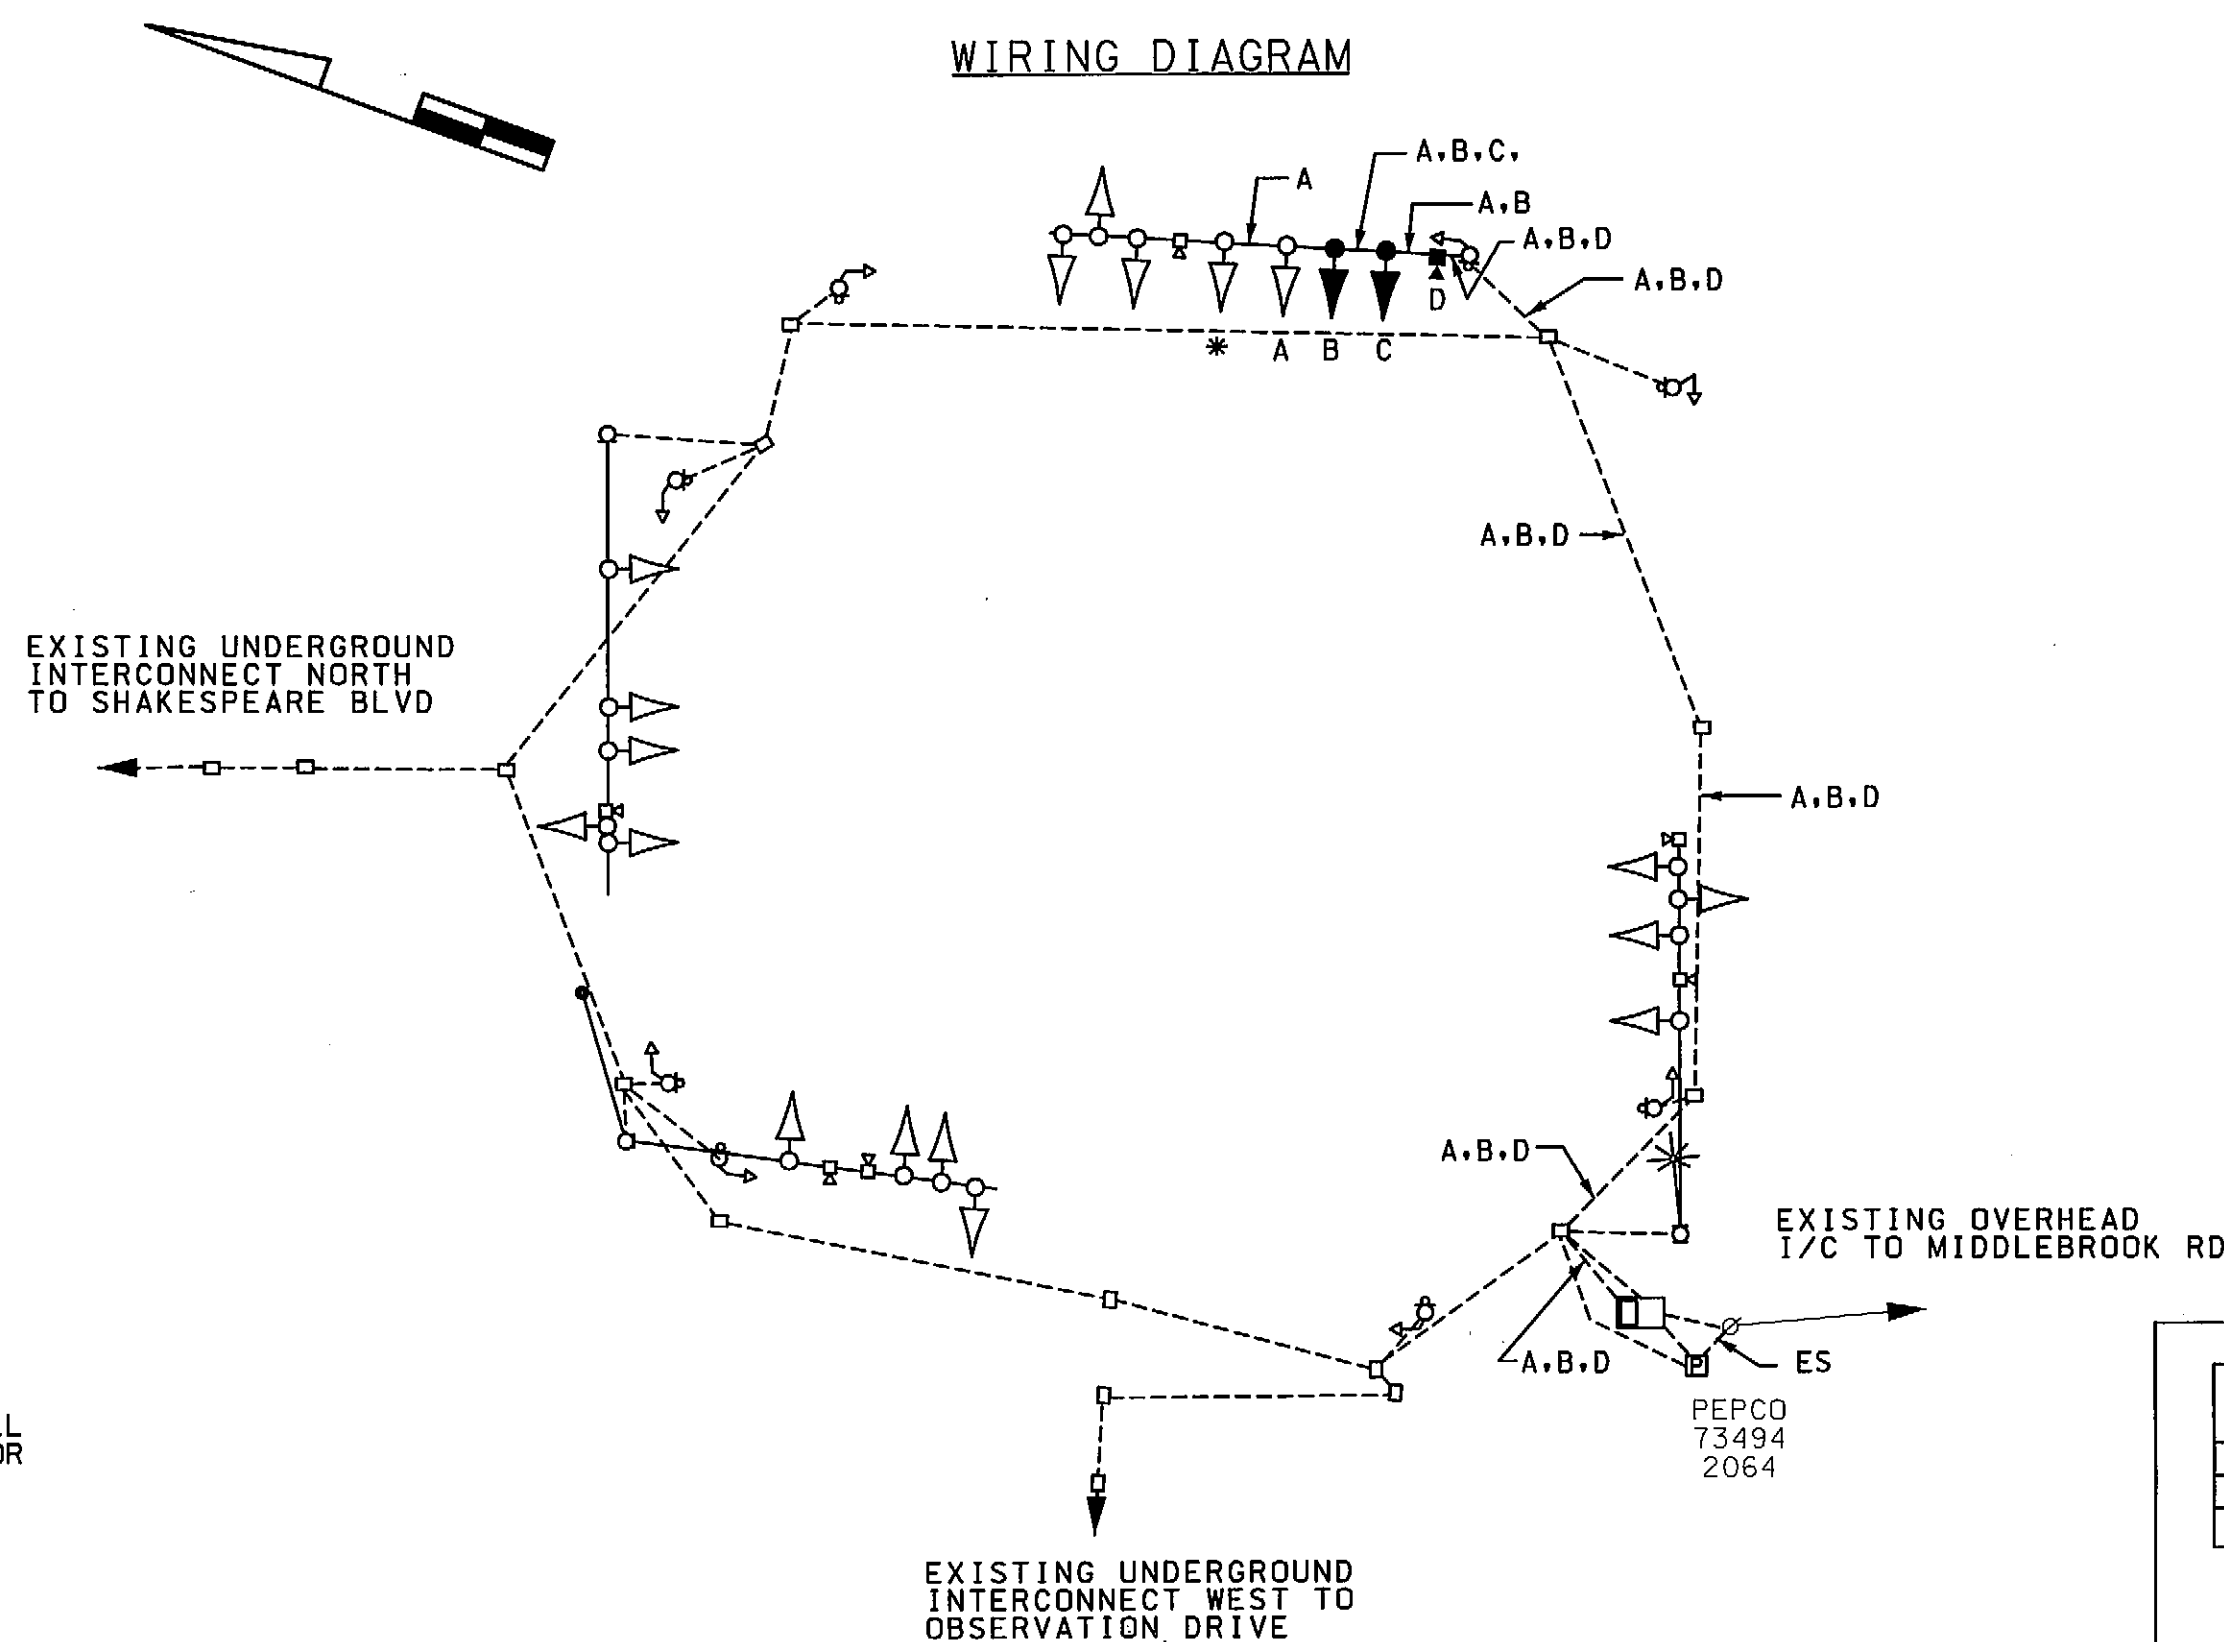 WIRING DIAGRAM
A,B,C,
A
A,B
A,B,D
A,B,D
D
* A B C
A,B,D
EXISTING UNDERGROUND
INTERCONNECT NORTH
TO SHAKESPEARE BLVD
A,B,D
A,B,D
EXISTING OVERHEAD
I/C TO MIDDLEBROOK RD
A,B,D
P
ES
PEPCO
73494
2064
EXISTING UNDERGROUND
INTERCONNECT WEST TO
OBSERVATION DRIVE